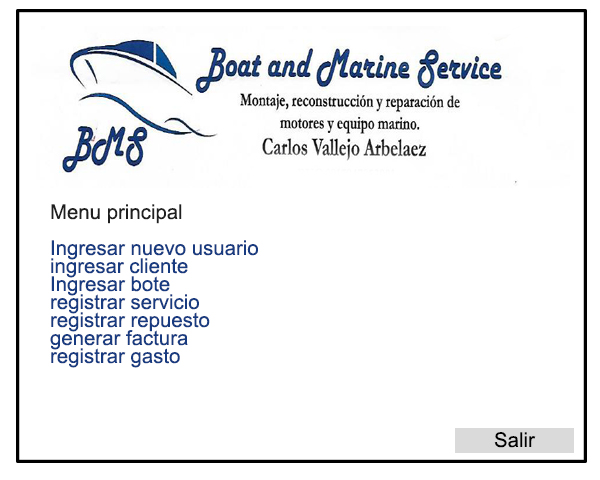 Boat and Marine Service
Montaje, reconstrucción y reparación de
motores y equipo marino.
Carlos Vallejo Arbelaez
BMS
Menu principal
Ingresar nuevo usuario
ingresar cliente
Ingresar bote
registrar servicio
registrar repuesto
generar factura
registrar gasto
Salir